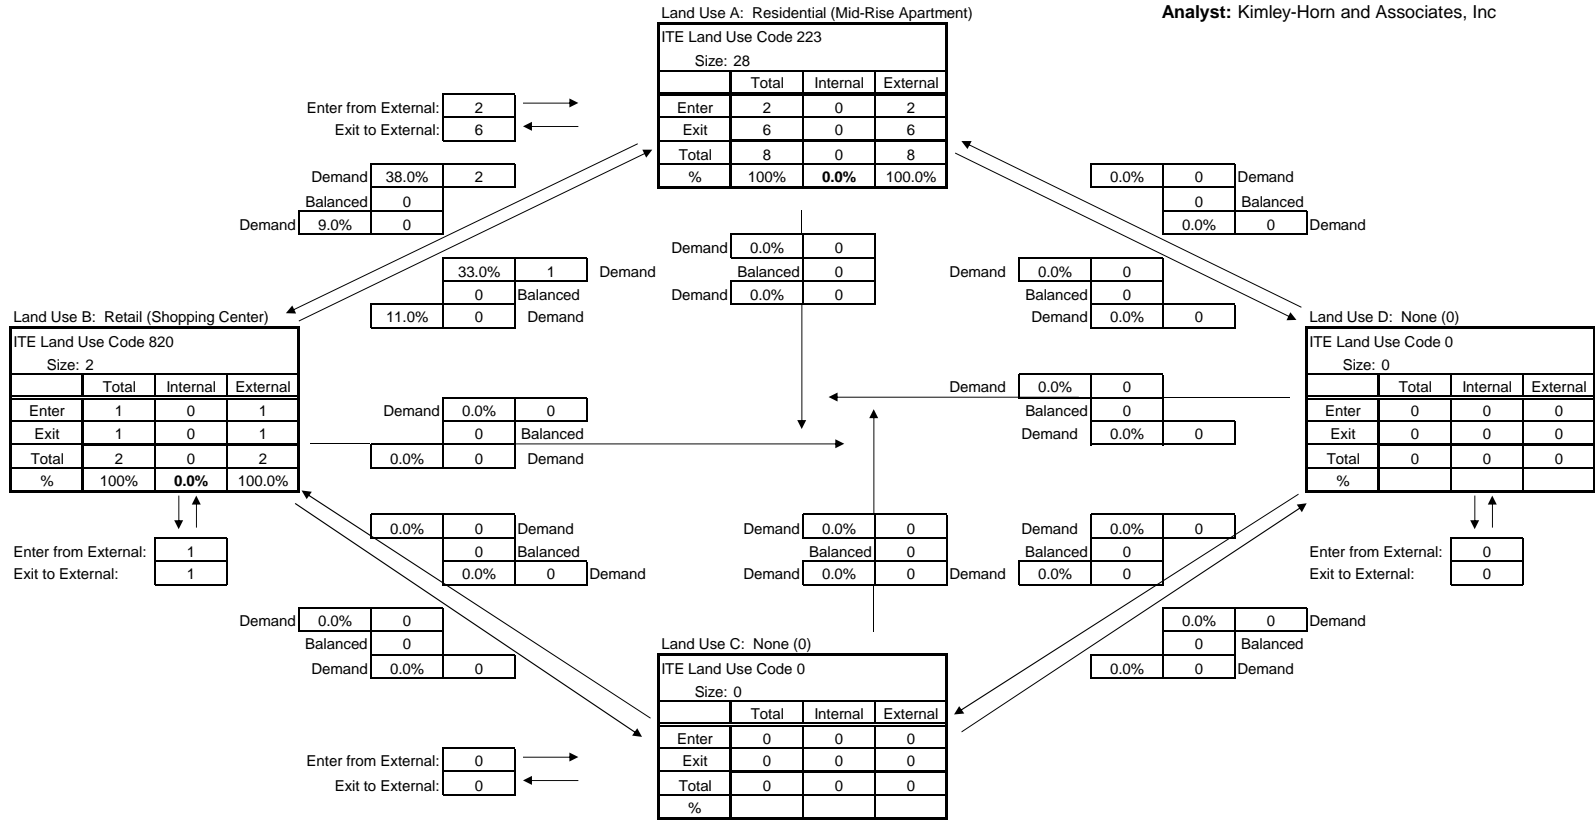 Land Use A: Residential (Mid-Rise Apartment)
Analyst: Kimley-Horn and Associates, Inc
ITE Land Use Code 223
Size: 28
Total Internal External
Enter 2 0 2
Exit 6 0 6
Total 8 0 8
% 100% 0.0% 100.0%
Enter from External: 2
Exit to External: 6
Demand 38.0% 2
Balanced 0
Demand 9.0% 0
33.0% 1 Demand
0 Balanced
11.0% 0 Demand
Demand 0.0% 0
Balanced 0
Demand 0.0% 0
0.0% 0 Demand
0 Balanced
0.0% 0 Demand
Demand 0.0% 0
Balanced 0
Demand 0.0% 0
Land Use B: Retail (Shopping Center)
ITE Land Use Code 820
Size: 2
Total Internal External
Enter 1 0 1
Exit 1 0 1
Total 2 0 2
% 100% 0.0% 100.0%
Enter from External: 1
Exit to External: 1
Demand 0.0% 0
0 Balanced
0.0% 0 Demand
Demand 0.0% 0
Balanced 0
Demand 0.0% 0
Land Use D: None (0)
ITE Land Use Code 0
Size: 0
Total Internal External
Enter 0 0 0
Exit 0 0 0
Total 0 0 0
%
Enter from External: 0
Exit to External: 0
0.0% 0 Demand
0 Balanced
0.0% 0 Demand
Demand 0.0% 0
Balanced 0
Demand 0.0% 0
Demand 0.0% 0
Balanced 0
Demand 0.0% 0
Demand 0.0% 0
Balanced 0
Demand 0.0% 0
0.0% 0 Demand
0 Balanced
0.0% 0 Demand
Land Use C: None (0)
ITE Land Use Code 0
Size: 0
Total Internal External
Enter 0 0 0
Exit 0 0 0
Total 0 0 0
%
Enter from External: 0
Exit to External: 0